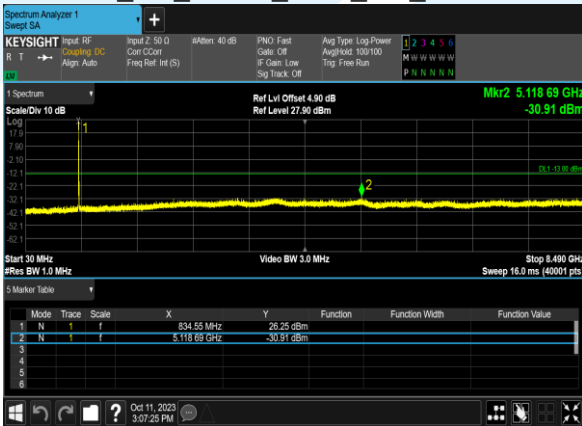 Spectrum Analyzer 1
Swept SA
+
KEYSIGHT
R T
LU
Input: RF
Coupling: DC
Align: Auto
Input Z: 50 Ω
Corr CCorr
Freq Ref: Int (S)
#Atten: 40 dB
PNO: Fast
Gate: Off
IF Gain: Low
Sig Track: Off
Avg Type: Log-Power
Avg|Hold: 100/100
Trig: Free Run
1 2 3 4 5 6
M W W W W W
P N N N N N
1 Spectrum
Scale/Div 10 dB
Ref Lvl Offset 4.90 dB
Ref Level 27.90 dBm
Mkr2 5.118 69 GHz
-30.91 dBm
Log
17.9
7.90
-2.10
-12.1
-22.1
-32.1
-42.1
-52.1
-62.1
1
2
DL1 -13.00 dBm
Start 30 MHz
#Res BW 1.0 MHz
Video BW 3.0 MHz
Stop 8.490 GHz
Sweep 16.0 ms (40001 pts
5 Marker Table
Mode Trace Scale X Y Function Function Width Function Value
1 N 1 f 834.55 MHz 26.25 dBm
2 N 1 f 5.118 69 GHz -30.91 dBm
3
4
5
6
?
Oct 11, 2023
3:07:25 PM